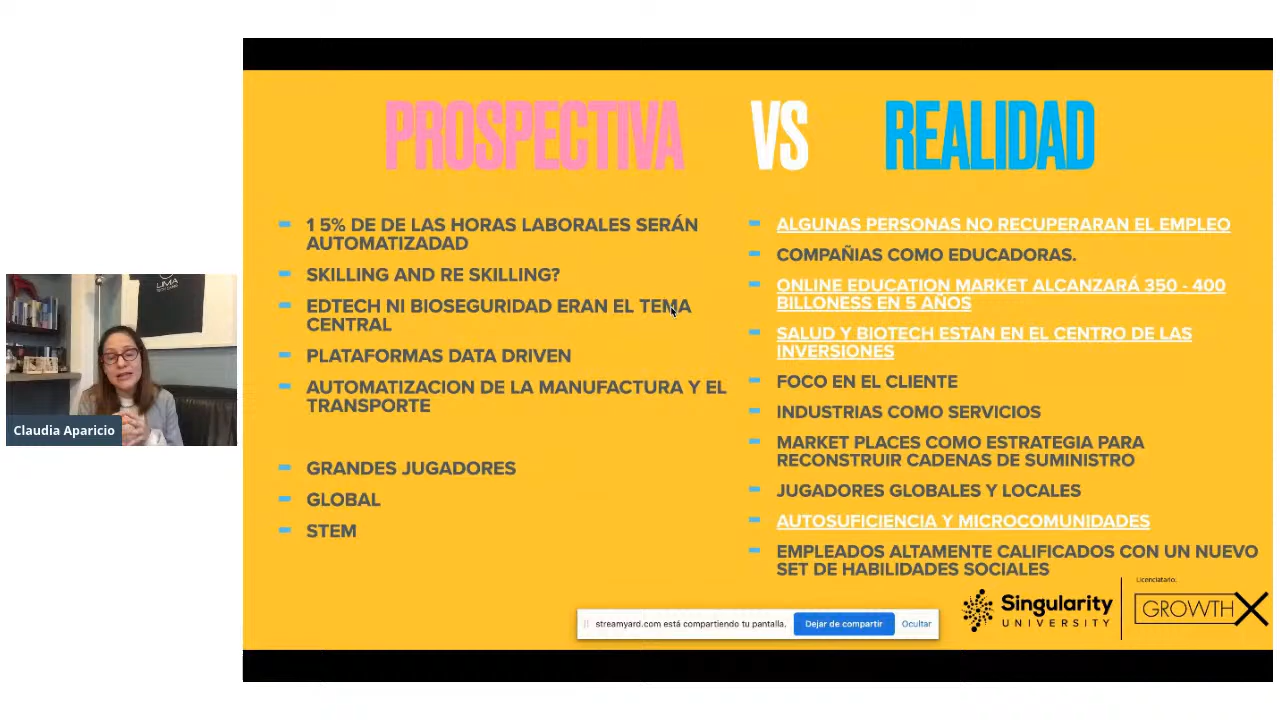 PROSPECTIVA VS REALIDAD
1 5% DE DE LAS HORAS LABORALES SERÁN
AUTOMATIZADAD
SKILLING AND RE SKILLING?
EDTECH NI BIOSEGURIDAD ERAN EL TEMA
CENTRAL
PLATAFORMAS DATA DRIVEN
AUTOMATIZACION DE LA MANUFACTURA Y EL
TRANSPORTE
GRANDES JUGADORES
GLOBAL
STEM
ALGUNAS PERSONAS NO RECUPERARAN EL EMPLEO
COMPAÑIAS COMO EDUCADORAS.
ONLINE EDUCATION MARKET ALCANZARÁ 350 - 400
BILLONESS EN 5 AÑOS
SALUD Y BIOTECH ESTAN EN EL CENTRO DE LAS
INVERSIONES
FOCO EN EL CLIENTE
INDUSTRIAS COMO SERVICIOS
MARKET PLACES COMO ESTRATEGIA PARA
RECONSTRUIR CADENAS DE SUMINISTRO
JUGADORES GLOBALES Y LOCALES
AUTOSUFICIENCIA Y MICROCOMUNIDADES
EMPLEADOS ALTAMENTE CALIFICADOS CON UN NUEVO
SET DE HABILIDADES SOCIALES
LIMA
Claudia Aparicio
streamyard.com está compartiendo tu pantalla. Dejar de compartir Ocultar
Singularity
UNIVERSITY
Licenciatario:
GROWTHX